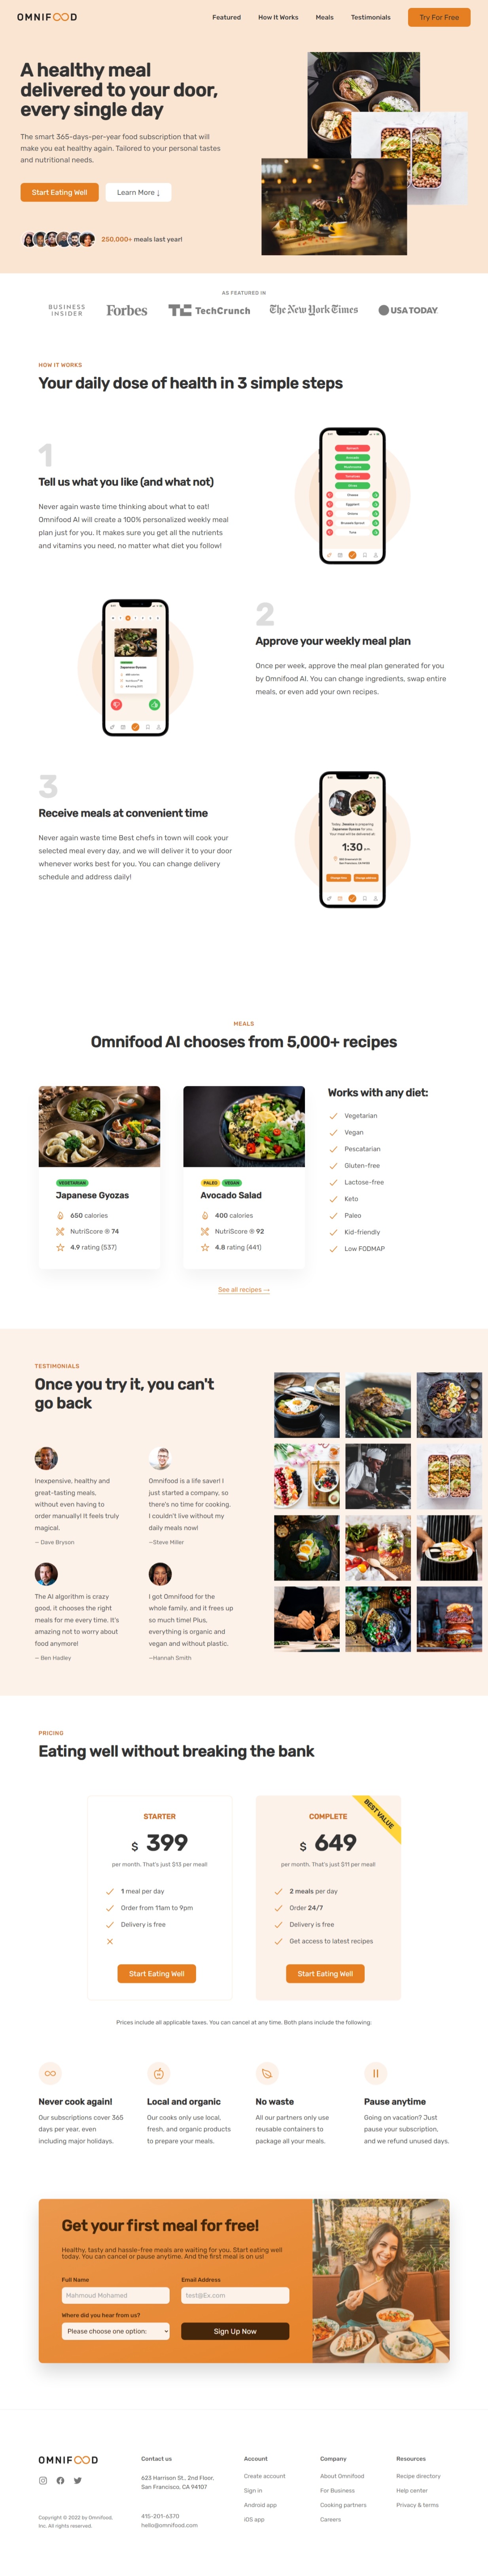 OMNIFOOD
Featured
How It Works
Meals
Testimonials
Try For Free
A healthy meal
delivered to your door,
every single day
The smart 365-days-per-year food subscription that will
make you eat healthy again. Tailored to your personal tastes
and nutritional needs.
Start Eating Well
Learn More ↓
250,000+ meals last year!
AS FEATURED IN
BUSINESS
INSIDER
Forbes
TechCrunch
The New York Times
USA TODAY
HOW IT WORKS
Your daily dose of health in 3 simple steps
1
Tell us what you like (and what not)
Never again waste time thinking about what to eat!
Omnifood AI will create a 100% personalized weekly meal
plan just for you. It makes sure you get all the nutrients
and vitamins you need, no matter what diet you follow!
2
Approve your weekly meal plan
Once per week, approve the meal plan generated for you
by Omnifood AI. You can change ingredients, swap entire
meals, or even add your own recipes.
3
Receive meals at convenient time
Never again waste time Best chefs in town will cook your
selected meal every day, and we will deliver it to your door
whenever works best for you. You can change delivery
schedule and address daily!
1:30 p.m.
MEALS
Omnifood AI chooses from 5,000+ recipes
VEGETARIAN
Japanese Gyozas
650 calories
NutriScore ® 74
4.9 rating (537)
PALEO
VEGAN
Avocado Salad
400 calories
NutriScore ® 92
4.8 rating (441)
Works with any diet:
Vegetarian
Vegan
Pescatarian
Gluten-free
Lactose-free
Keto
Paleo
Kid-friendly
Low FODMAP
See all recipes →
TESTIMONIALS
Once you try it, you can't
go back
Inexpensive, healthy and
great-tasting meals,
without even having to
order manually! It feels truly
magical.
— Dave Bryson
Omnifood is a life saver! I
just started a company, so
there's no time for cooking.
I couldn't live without my
daily meals now!
—Steve Miller
The AI algorithm is crazy
good, it chooses the right
meals for me every time. It's
amazing not to worry about
food anymore!
— Ben Hadley
I got Omnifood for the
whole family, and it frees up
so much time! Plus,
everything is organic and
vegan and without plastic.
—Hannah Smith
PRICING
Eating well without breaking the bank
STARTER
$ 399
per month. That's just $13 per meal!
1 meal per day
Order from 11am to 9pm
Delivery is free
Start Eating Well
BEST VALUE
COMPLETE
$ 649
per month. That's just $11 per meal!
2 meals per day
Order 24/7
Delivery is free
Get access to latest recipes
Start Eating Well
Prices include all applicable taxes. You can cancel at any time. Both plans include the following:
Never cook again!
Our subscriptions cover 365
days per year, even
including major holidays.
Local and organic
Our cooks only use local,
fresh, and organic products
to prepare your meals.
No waste
All our partners only use
reusable containers to
package all your meals.
Pause anytime
Going on vacation? Just
pause your subscription,
and we refund unused days.
Get your first meal for free!
Healthy, tasty and hassle-free meals are waiting for you. Start eating well
today. You can cancel or pause anytime. And the first meal is on us!
Full Name
Mahmoud Mohamed
Email Address
test@Ex.com
Where did you hear from us?
Please choose one option:
Sign Up Now
OMNIFOOD
Copyright © 2022 by Omnifood,
Inc. All rights reserved.
Contact us
623 Harrison St., 2nd Floor,
San Francisco, CA 94107
415-201-6370
hello@omnifood.com
Account
Create account
Sign in
Android app
iOS app
Company
About Omnifood
For Business
Cooking partners
Careers
Resources
Recipe directory
Help center
Privacy & terms